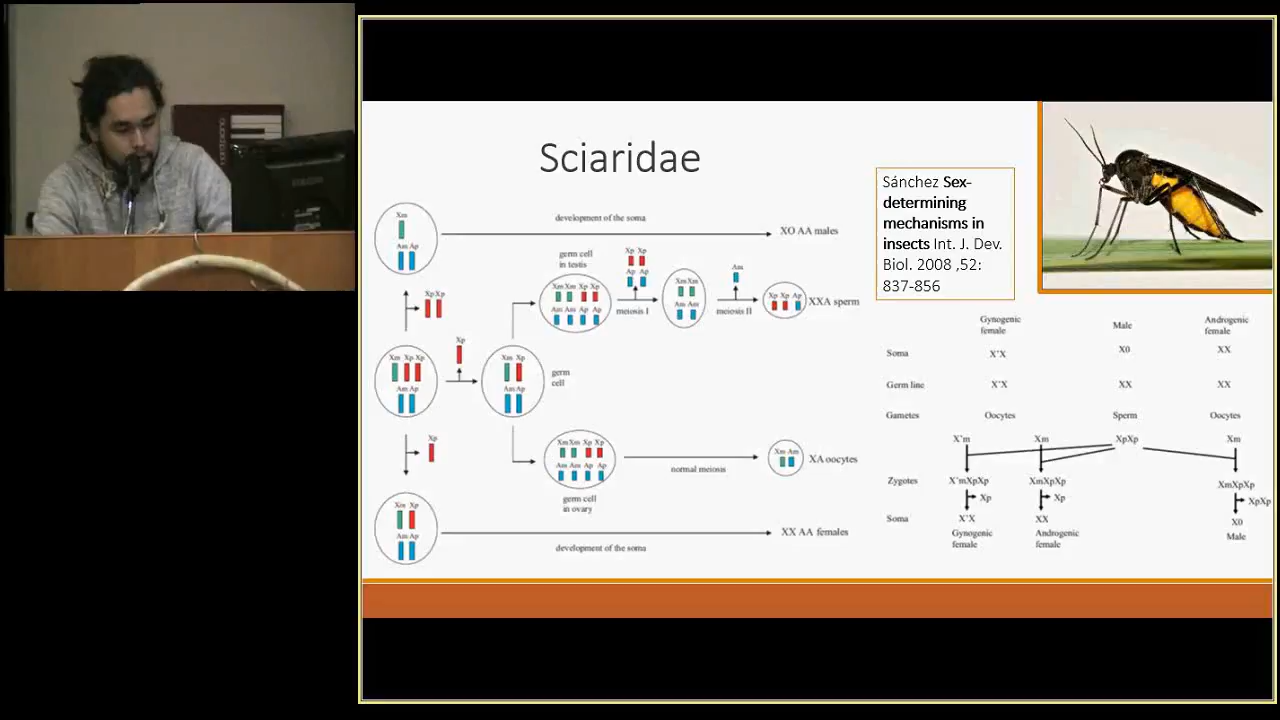 Sciaridae
Sánchez Sex-
determining
mechanisms in
insects Int. J. Dev.
Biol. 2008 ,52:
837-856
Xm
Am Ap
development of the soma
XO AA males
Xp Xp
germ cell
in testis
Xm Xm Xp Xp
Am Am Ap Ap
Xp Xp
Ap Ap
meiosis I
Xm Xm
Am Am
Am
meiosis II
Xp Xp Ap
XXA sperm
Xm Xp Xp
Am Ap
Xp
Xm Xp
Am Ap
germ
cell
Xp
Xm Xm Xp Xp
Am Am Ap Ap
germ cell
in ovary
normal meiosis
Xm Am
XA oocytes
Xm Xp
Am Ap
development of the soma
XX AA females
Gynogenic
female
Male
Androgenic
female
Soma
X'X
X0
XX
Germ line
X'X
XX
XX
Gametes
Oocytes
Sperm
Oocytes
X'm
Xm
XpXp
Xm
Zygotes
X'mXpXp
XmXpXp
XmXpXp
Xp
Xp
XpXp
Soma
X'X
XX
X0
Gynogenic
female
Androgenic
female
Male